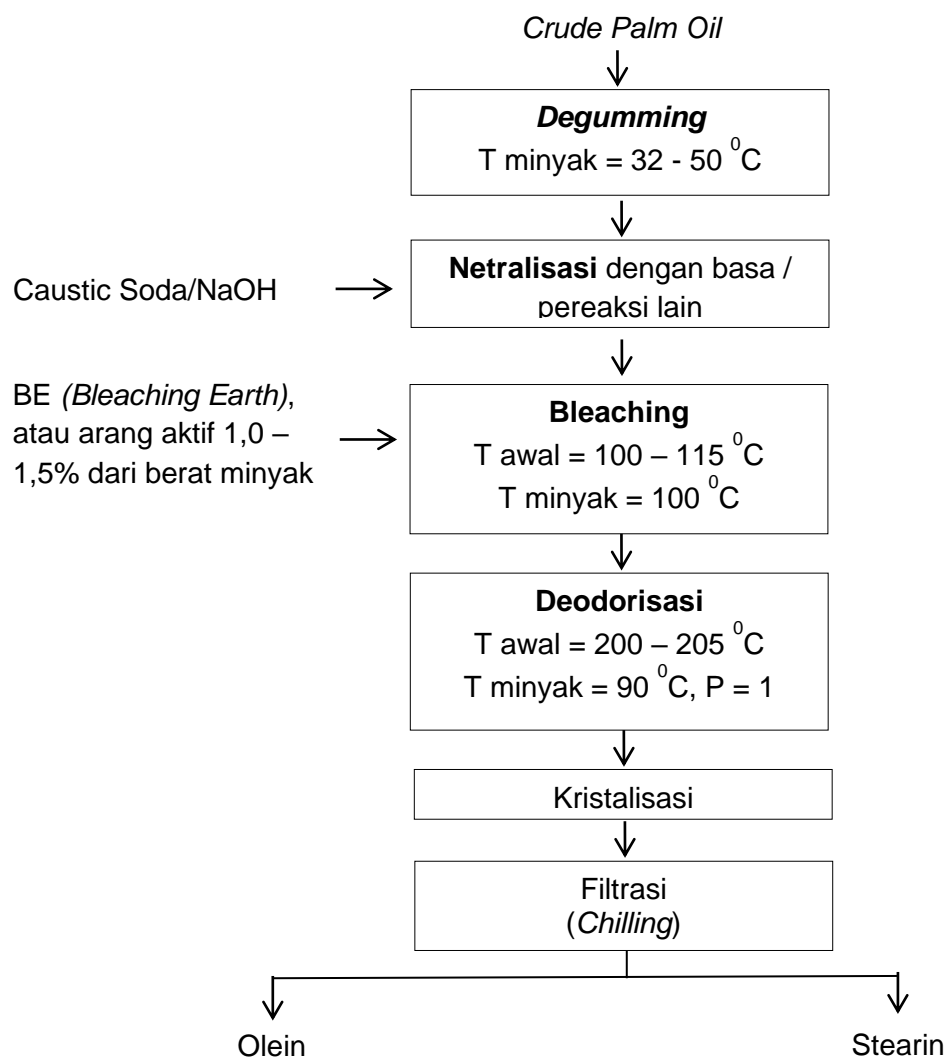 Crude Palm Oil
Degumming
T minyak = 32 - 50 ⁰C
Caustic Soda/NaOH
Netralisasi dengan basa /
pereaksi lain
BE (Bleaching Earth),
atau arang aktif 1,0 –
1,5% dari berat minyak
Bleaching
T awal = 100 – 115 ⁰C
T minyak = 100 ⁰C
Deodorisasi
T awal = 200 – 205 ⁰C
T minyak = 90 ⁰C, P = 1
Kristalisasi
Filtrasi
(Chilling)
Olein
Stearin